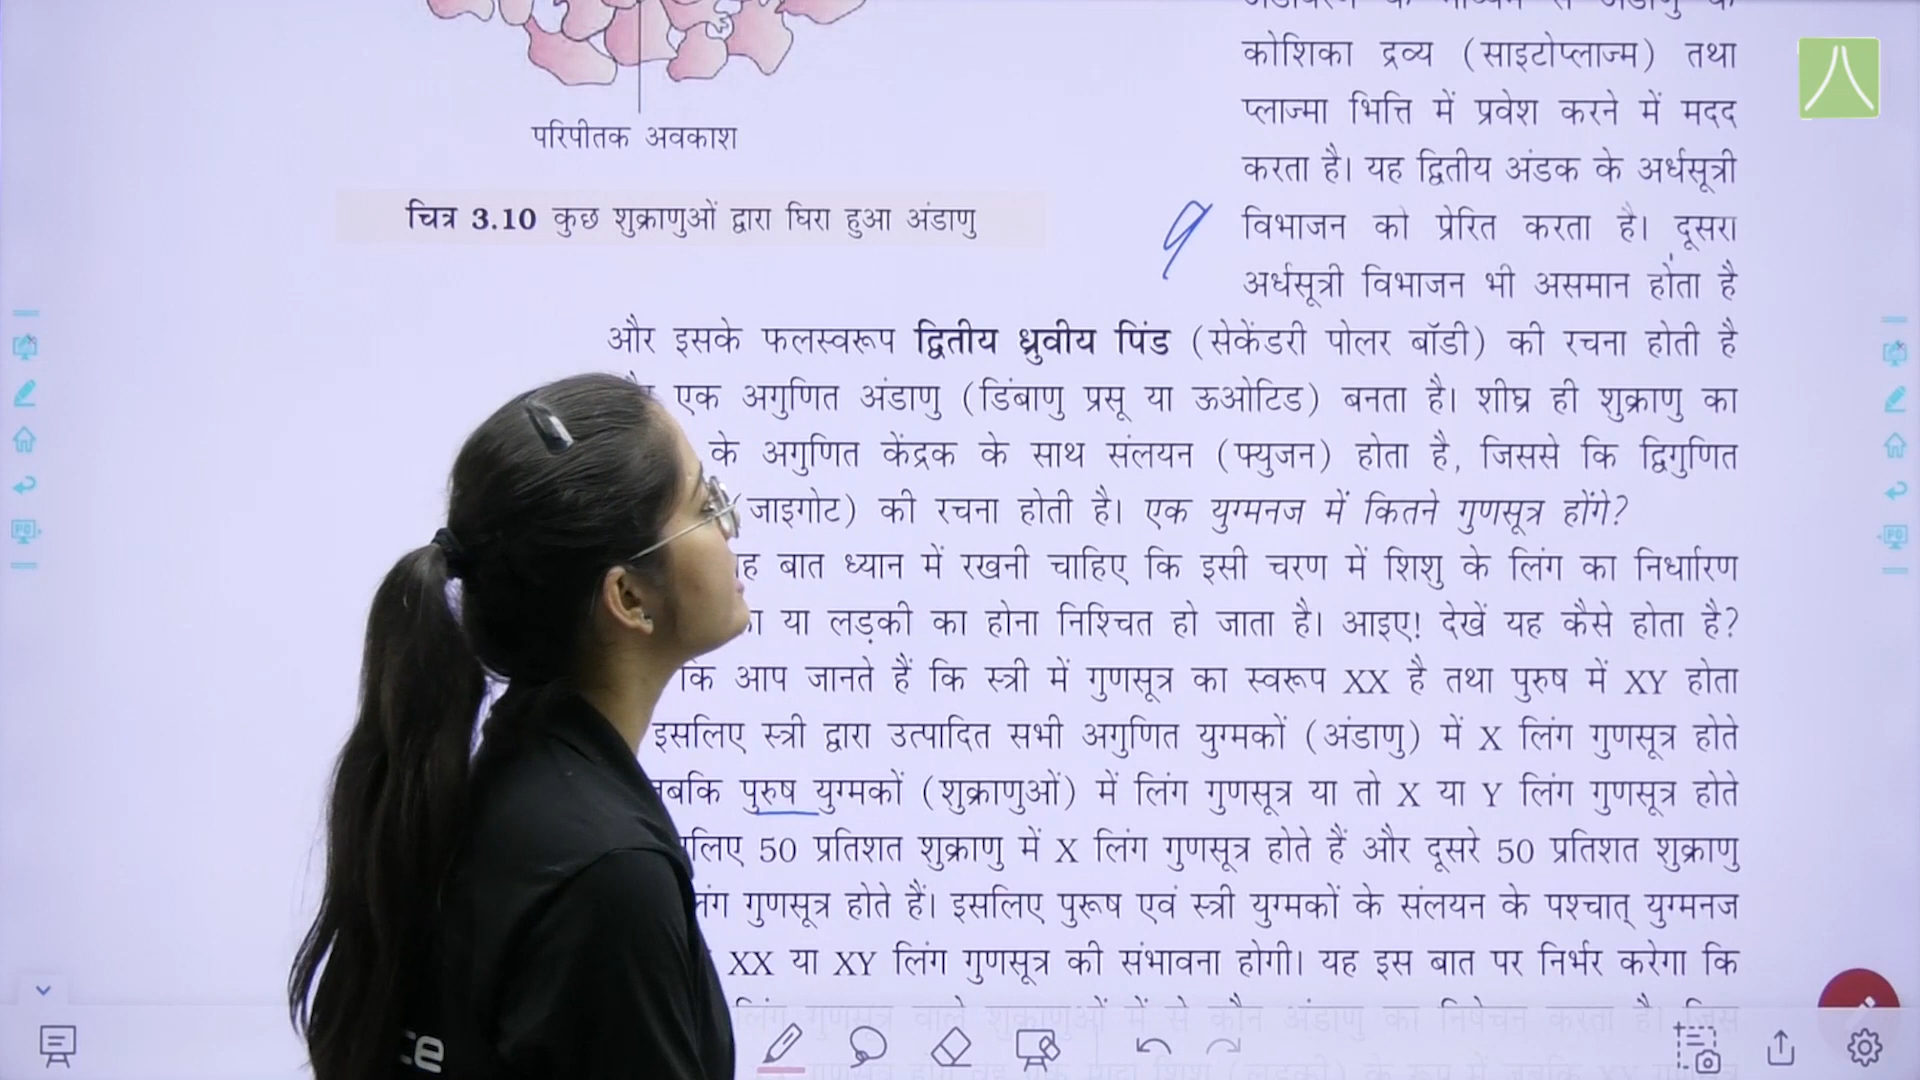 कोशिका द्रव्य (साइटोप्लाज्म) तथा
प्लाज्मा भित्ति में प्रवेश करने में मदद
करता है। यह द्वितीय अंडक के अर्धसूत्री
विभाजन को प्रेरित करता है। दूसरा
अर्धसूत्री विभाजन भी असमान होता है
परिपीतक अवकाश
चित्र 3.10 कुछ शुक्राणुओं द्वारा घिरा हुआ अंडाणु
और इसके फलस्वरूप द्वितीय ध्रुवीय पिंड (सेकेंडरी पोलर बॉडी) की रचना होती है
एक अगुणित अंडाणु (डिंबाणु प्रसू या ऊओटिड) बनता है। शीघ्र ही शुक्राणु का
के अगुणित केंद्रक के साथ संलयन (फ्युजन) होता है, जिससे कि द्विगुणित
(जाइगोट) की रचना होती है। एक युग्मनज में कितने गुणसूत्र होंगे?
बात ध्यान में रखनी चाहिए कि इसी चरण में शिशु के लिंग का निर्धारण
या लड़की का होना निश्चित हो जाता है। आइए! देखें यह कैसे होता है?
कि आप जानते हैं कि स्त्री में गुणसूत्र का स्वरूप XX है तथा पुरुष में XY होता
इसलिए स्त्री द्वारा उत्पादित सभी अगुणित युग्मकों (अंडाणु) में X लिंग गुणसूत्र होते
पुरुष युग्मकों (शुक्राणुओं) में लिंग गुणसूत्र या तो X या Y लिंग गुणसूत्र होते
50 प्रतिशत शुक्राणु में X लिंग गुणसूत्र होते हैं और दूसरे 50 प्रतिशत शुक्राणु
गुणसूत्र होते हैं। इसलिए पुरूष एवं स्त्री युग्मकों के संलयन के पश्चात् युग्मनज
XX या XY लिंग गुणसूत्र की संभावना होगी। यह इस बात पर निर्भर करेगा कि
लिंग गुणसूत्र वाले शुक्राणुओं में से कौन अंडाणु का निषेचन करता है। जिस